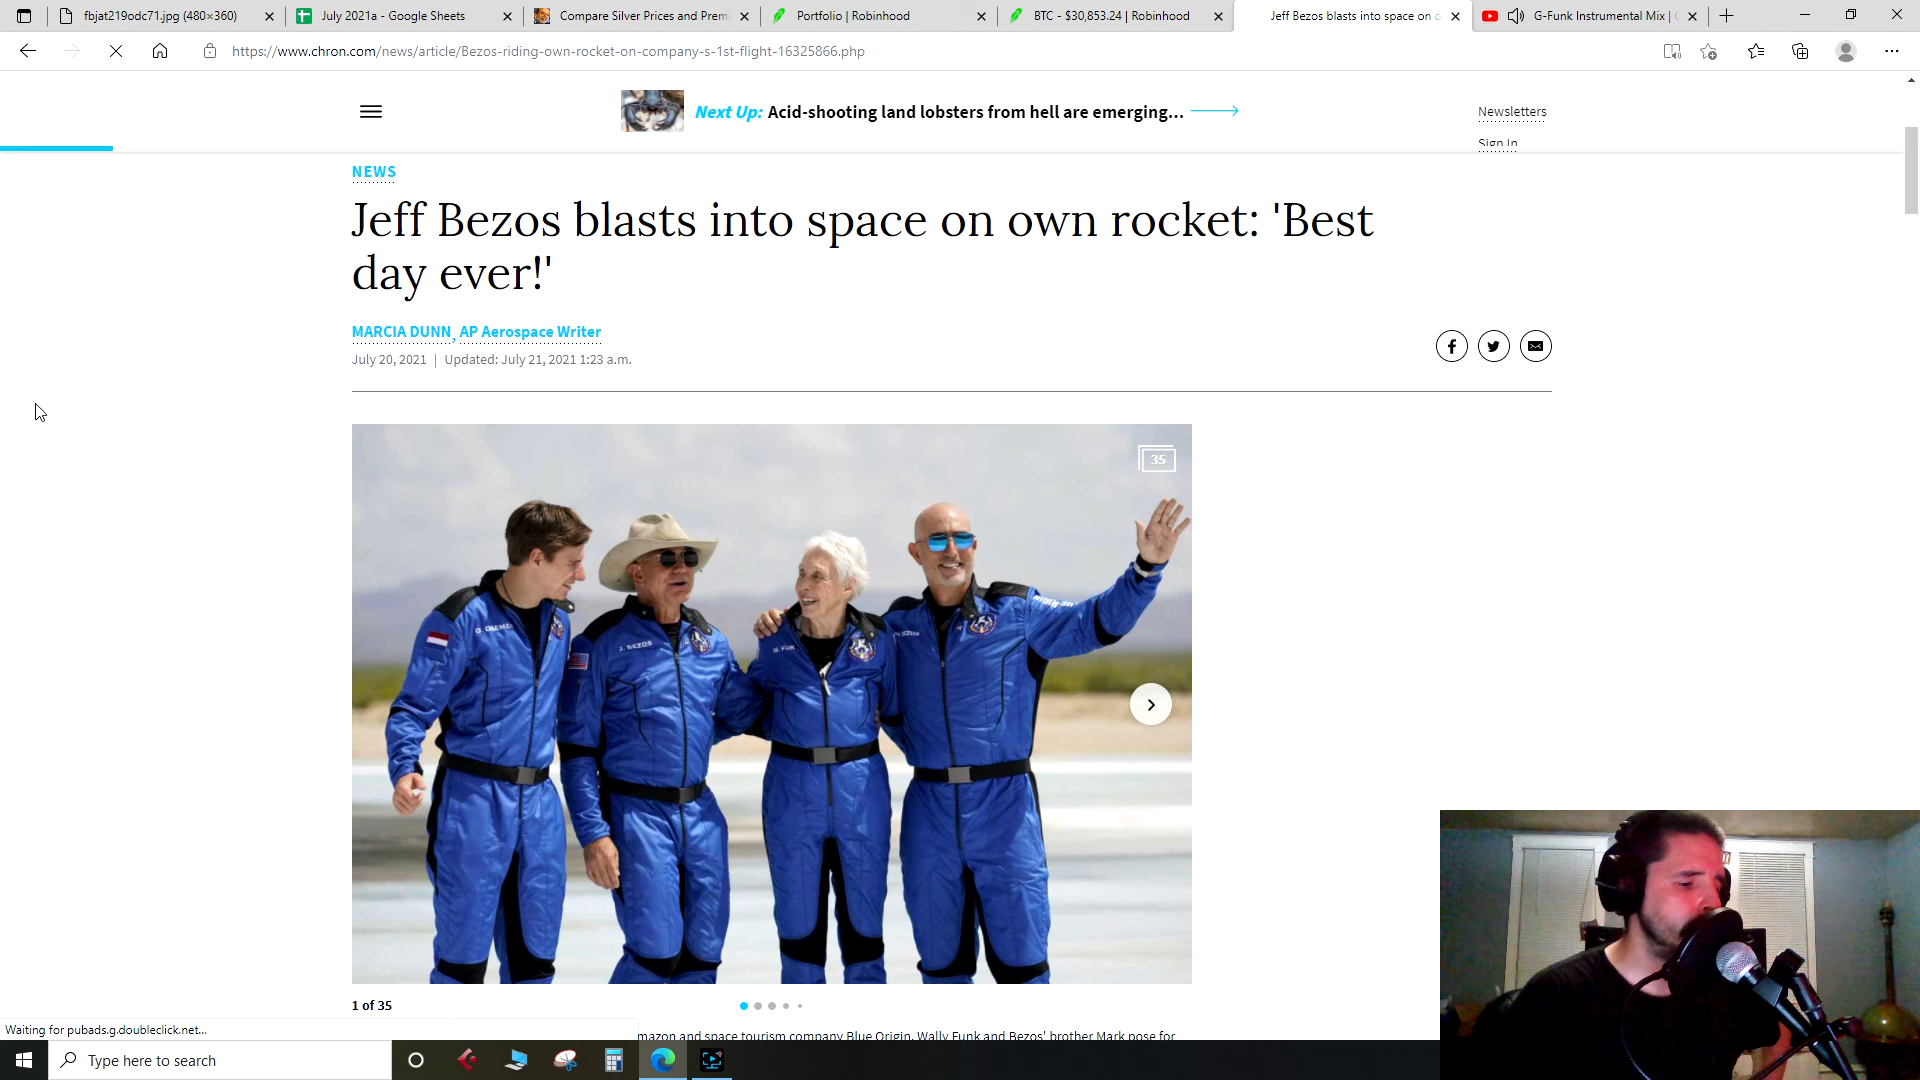 fbjat219odc71.jpg (480×360)
July 2021a - Google Sheets
Compare Silver Prices and Prem
Portfolio | Robinhood
BTC - $30,853.24 | Robinhood
Jeff Bezos blasts into space on
G-Funk Instrumental Mix |
https://www.chron.com/news/article/Bezos-riding-own-rocket-on-company-s-1st-flight-16325866.php
Next Up: Acid-shooting land lobsters from hell are emerging...
Newsletters
Sign In
NEWS
Jeff Bezos blasts into space on own rocket: 'Best
day ever!'
MARCIA DUNN, AP Aerospace Writer
July 20, 2021 | Updated: July 21, 2021 1:23 a.m.
35
J. BEZOS
W. FUNK
1 of 35
mazon and space tourism company Blue Origin, Wally Funk and Bezos' brother Mark pose for
Waiting for pubads.g.doubleclick.net...
Type here to search